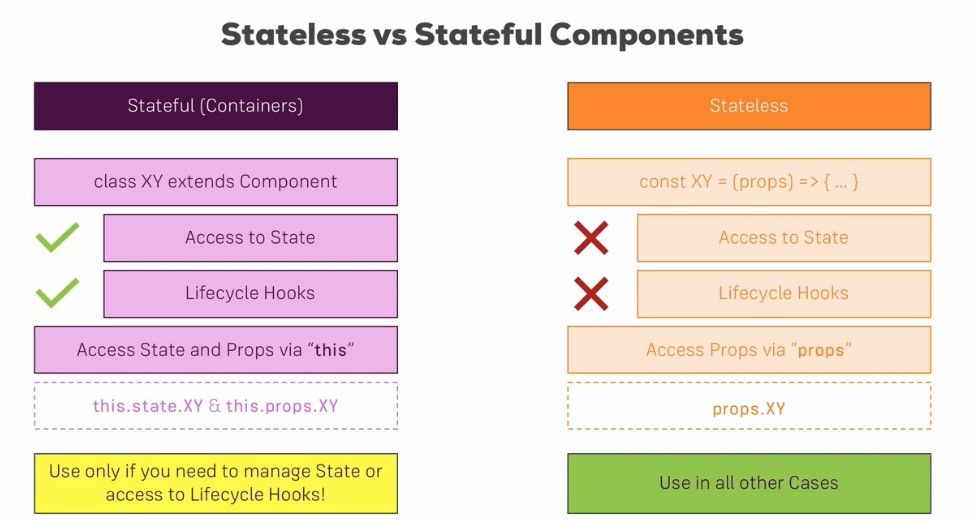 Stateless vs Stateful Components
Stateful (Containers)
class XY extends Component
Access to State
Lifecycle Hooks
Access State and Props via “this”
this.state.XY & this.props.XY
Use only if you need to manage State or
access to Lifecycle Hooks!
Stateless
const XY = (props) => { ... }
Access to State
Lifecycle Hooks
Access Props via “props”
props.XY
Use in all other Cases